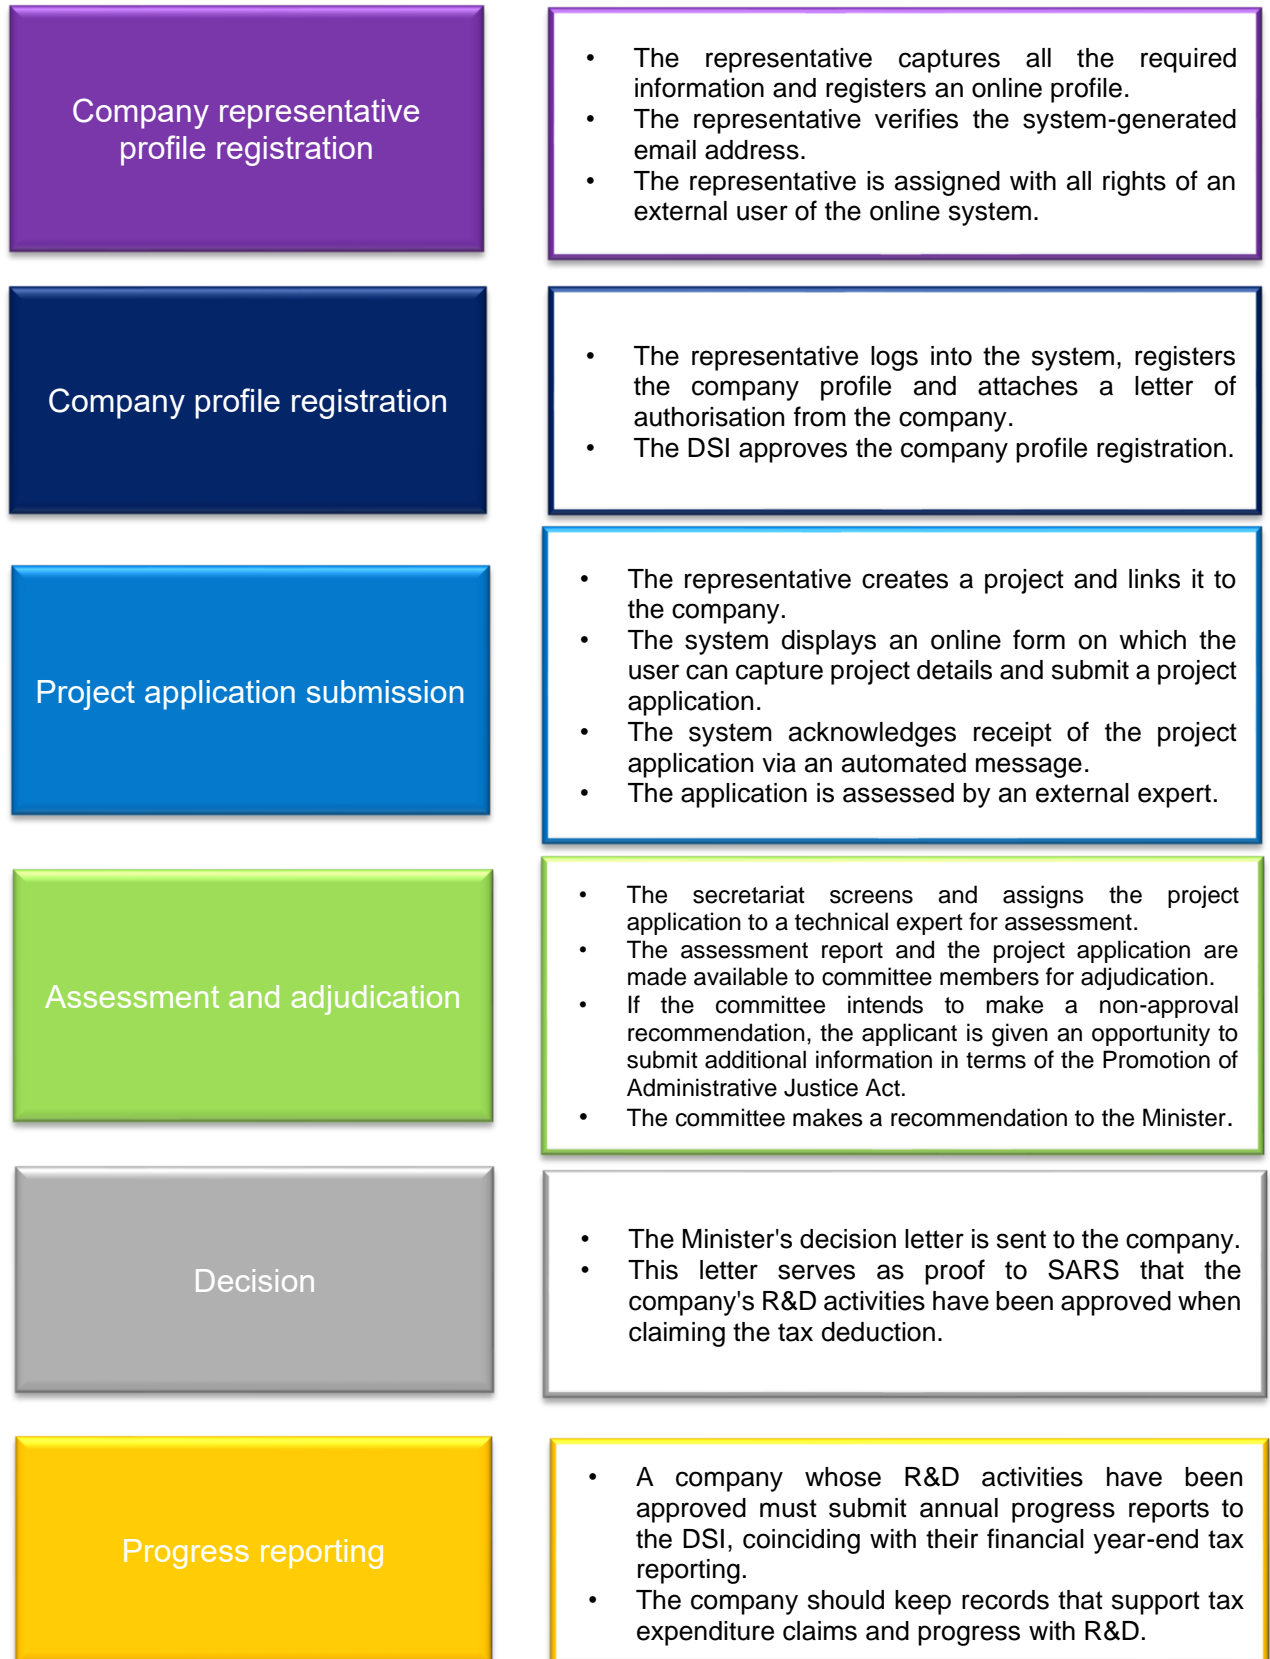 Company representative
profile registration
• The representative captures all the required
information and registers an online profile.
• The representative verifies the system-generated
email address.
• The representative is assigned with all rights of an
external user of the online system.
Company profile registration
• The representative logs into the system, registers
the company profile and attaches a letter of
authorisation from the company.
• The DSI approves the company profile registration.
Project application submission
• The representative creates a project and links it to
the company.
• The system displays an online form on which the
user can capture project details and submit a project
application.
• The system acknowledges receipt of the project
application via an automated message.
• The application is assessed by an external expert.
Assessment and adjudication
• The secretariat screens and assigns the project
application to a technical expert for assessment.
• The assessment report and the project application are
made available to committee members for adjudication.
• If the committee intends to make a non-approval
recommendation, the applicant is given an opportunity to
submit additional information in terms of the Promotion of
Administrative Justice Act.
• The committee makes a recommendation to the Minister.
Decision
• The Minister's decision letter is sent to the company.
• This letter serves as proof to SARS that the
company's R&D activities have been approved when
claiming the tax deduction.
Progress reporting
• A company whose R&D activities have been
approved must submit annual progress reports to
the DSI, coinciding with their financial year-end tax
reporting.
• The company should keep records that support tax
expenditure claims and progress with R&D.